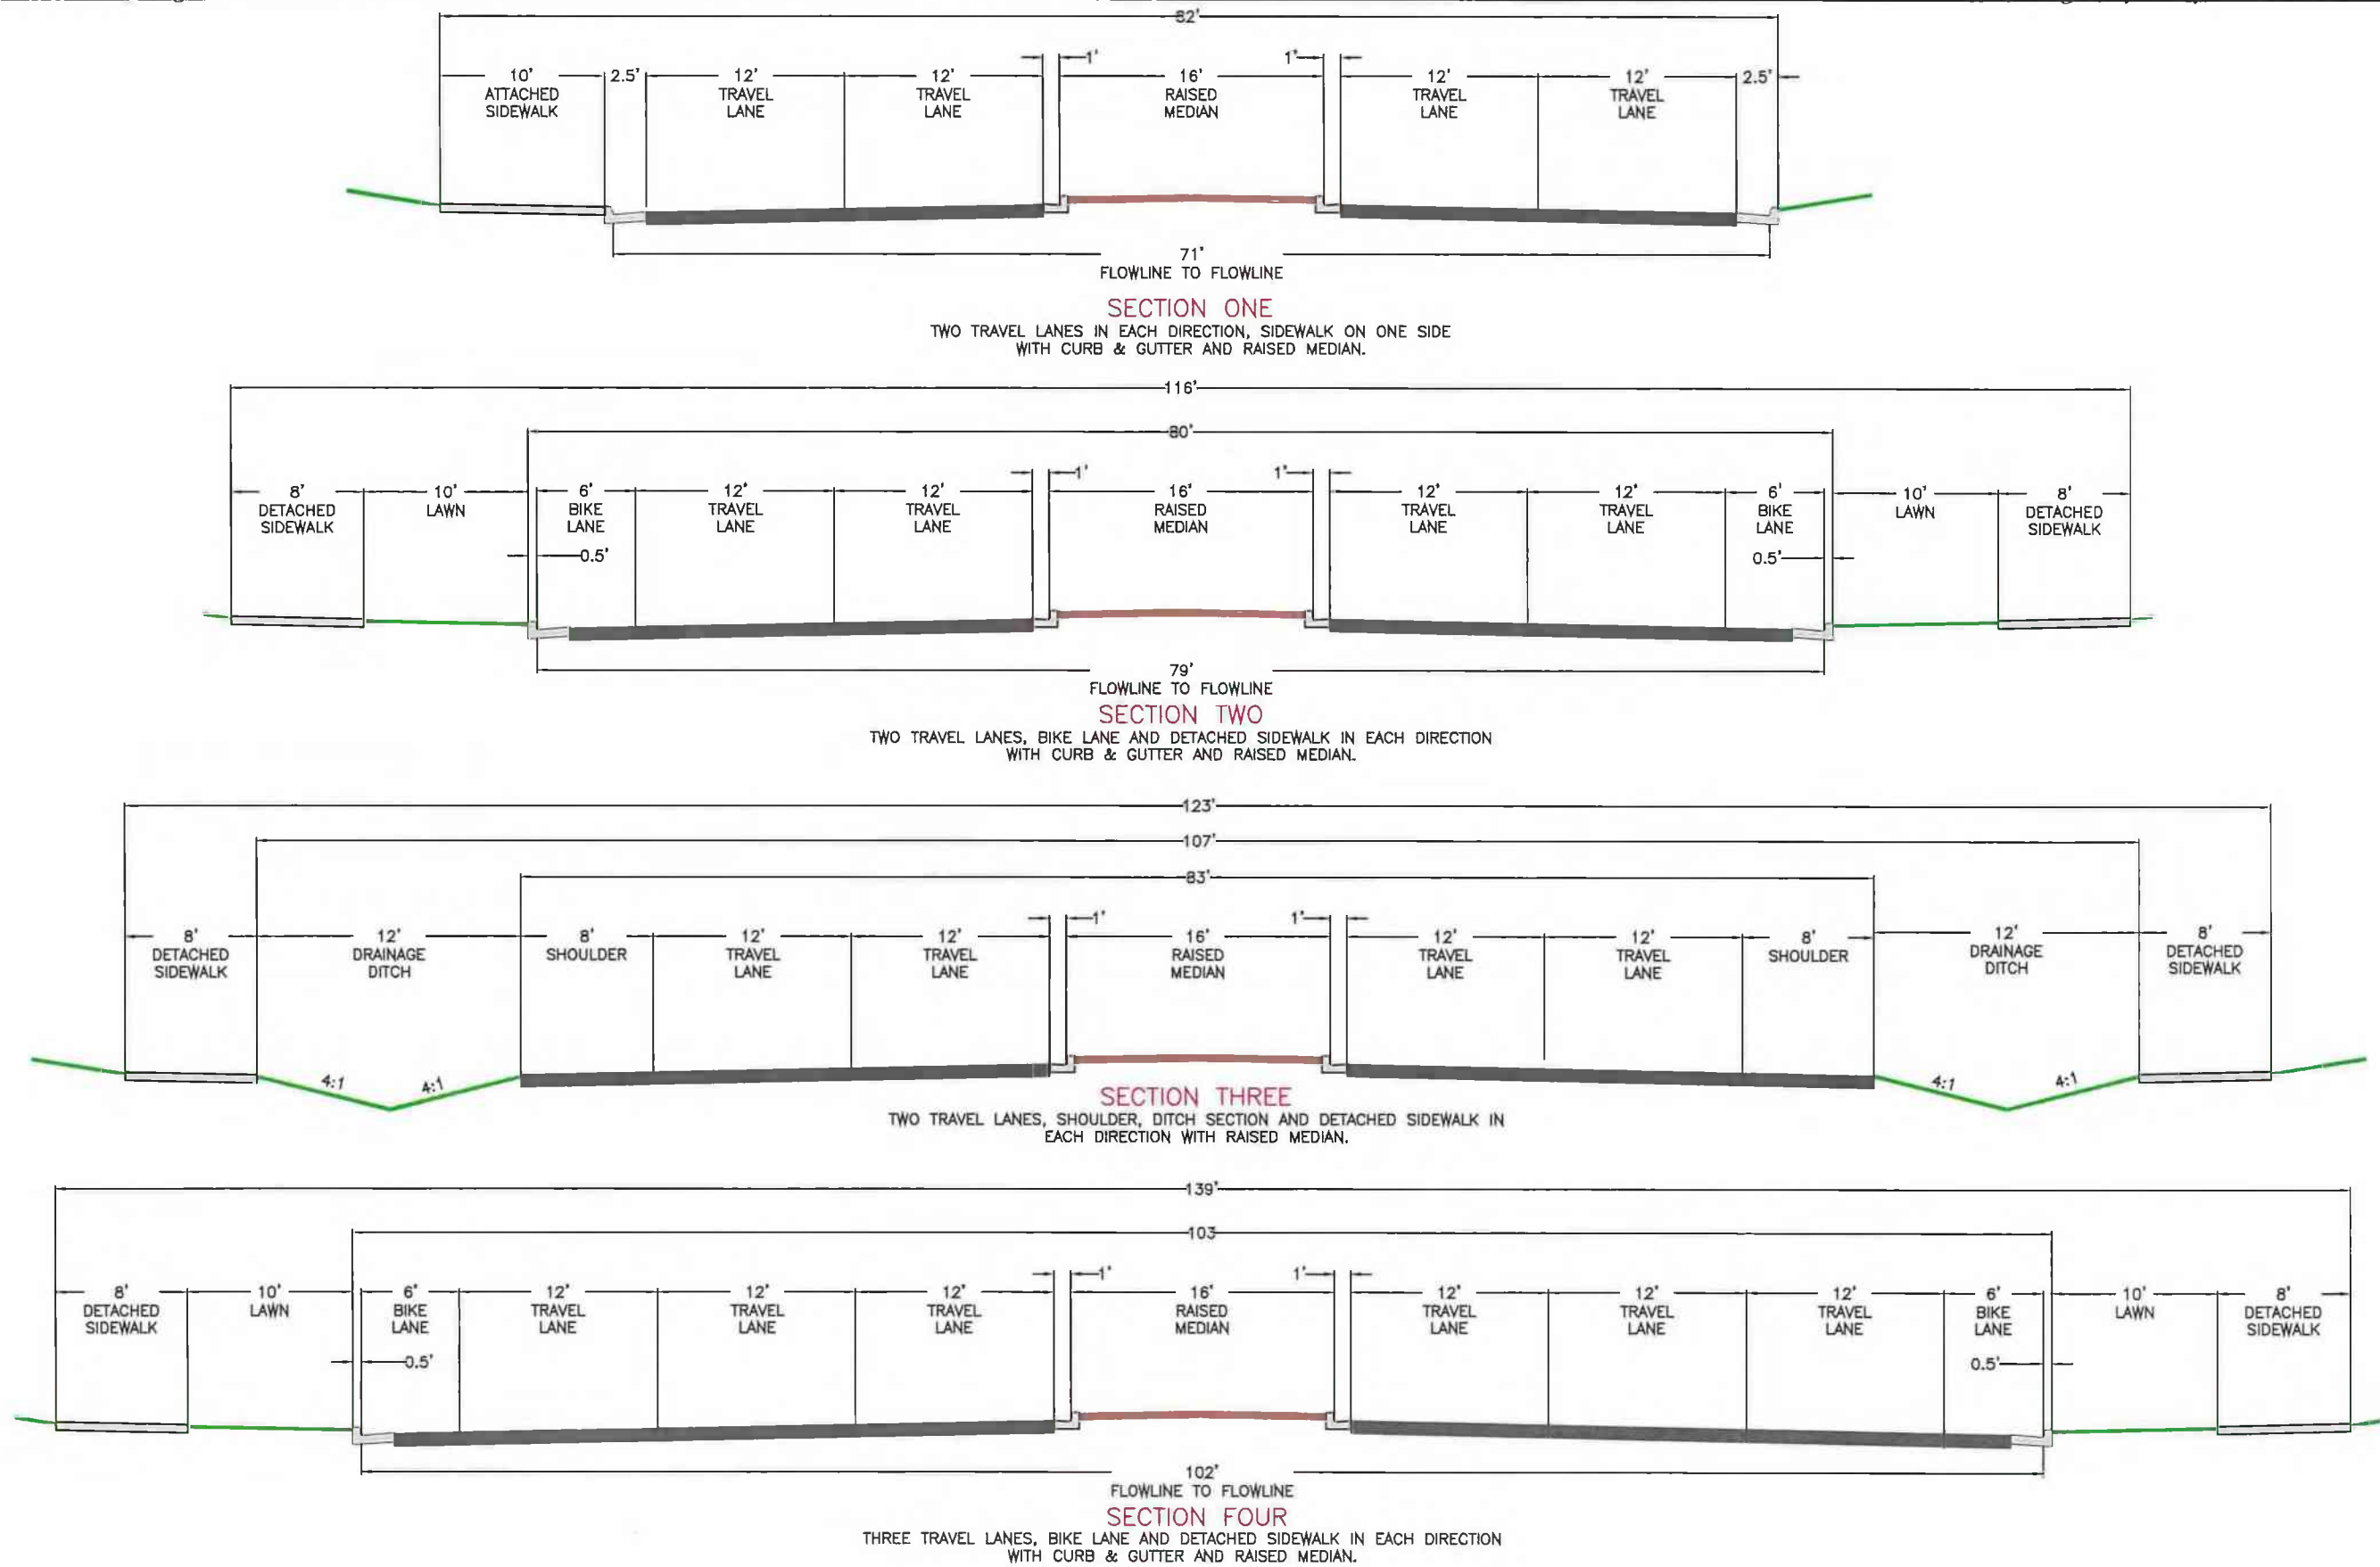 82'
1'
1'
10'
2.5'
12'
12'
16'
12'
12'
2.5'
ATTACHED
SIDEWALK
TRAVEL
LANE
TRAVEL
LANE
RAISED
MEDIAN
TRAVEL
LANE
TRAVEL
LANE
71'
FLOWLINE TO FLOWLINE
SECTION ONE
TWO TRAVEL LANES IN EACH DIRECTION, SIDEWALK ON ONE SIDE
WITH CURB & GUTTER AND RAISED MEDIAN.
116'
80'
1'
1'
8'
10'
6'
12'
12'
16'
12'
12'
6'
10'
8'
DETACHED
SIDEWALK
LAWN
BIKE
LANE
TRAVEL
LANE
TRAVEL
LANE
RAISED
MEDIAN
TRAVEL
LANE
TRAVEL
LANE
BIKE
LANE
LAWN
DETACHED
SIDEWALK
0.5'
0.5'
79'
FLOWLINE TO FLOWLINE
SECTION TWO
TWO TRAVEL LANES, BIKE LANE AND DETACHED SIDEWALK IN EACH DIRECTION
WITH CURB & GUTTER AND RAISED MEDIAN.
123'
107'
83'
1'
1'
8'
12'
8'
12'
12'
16'
12'
12'
8'
12'
8'
DETACHED
SIDEWALK
DRAINAGE
DITCH
SHOULDER
TRAVEL
LANE
TRAVEL
LANE
RAISED
MEDIAN
TRAVEL
LANE
TRAVEL
LANE
SHOULDER
DRAINAGE
DITCH
DETACHED
SIDEWALK
4:1
4:1
4:1
4:1
SECTION THREE
TWO TRAVEL LANES, SHOULDER, DITCH SECTION AND DETACHED SIDEWALK IN
EACH DIRECTION WITH RAISED MEDIAN.
139'
103
1'
1'
8'
10'
6'
12'
12'
12'
16'
12'
12'
12'
6'
10'
8'
DETACHED
SIDEWALK
LAWN
BIKE
LANE
TRAVEL
LANE
TRAVEL
LANE
TRAVEL
LANE
RAISED
MEDIAN
TRAVEL
LANE
TRAVEL
LANE
TRAVEL
LANE
BIKE
LANE
LAWN
DETACHED
SIDEWALK
0.5'
0.5'
102'
FLOWLINE TO FLOWLINE
SECTION FOUR
THREE TRAVEL LANES, BIKE LANE AND DETACHED SIDEWALK IN EACH DIRECTION
WITH CURB & GUTTER AND RAISED MEDIAN.